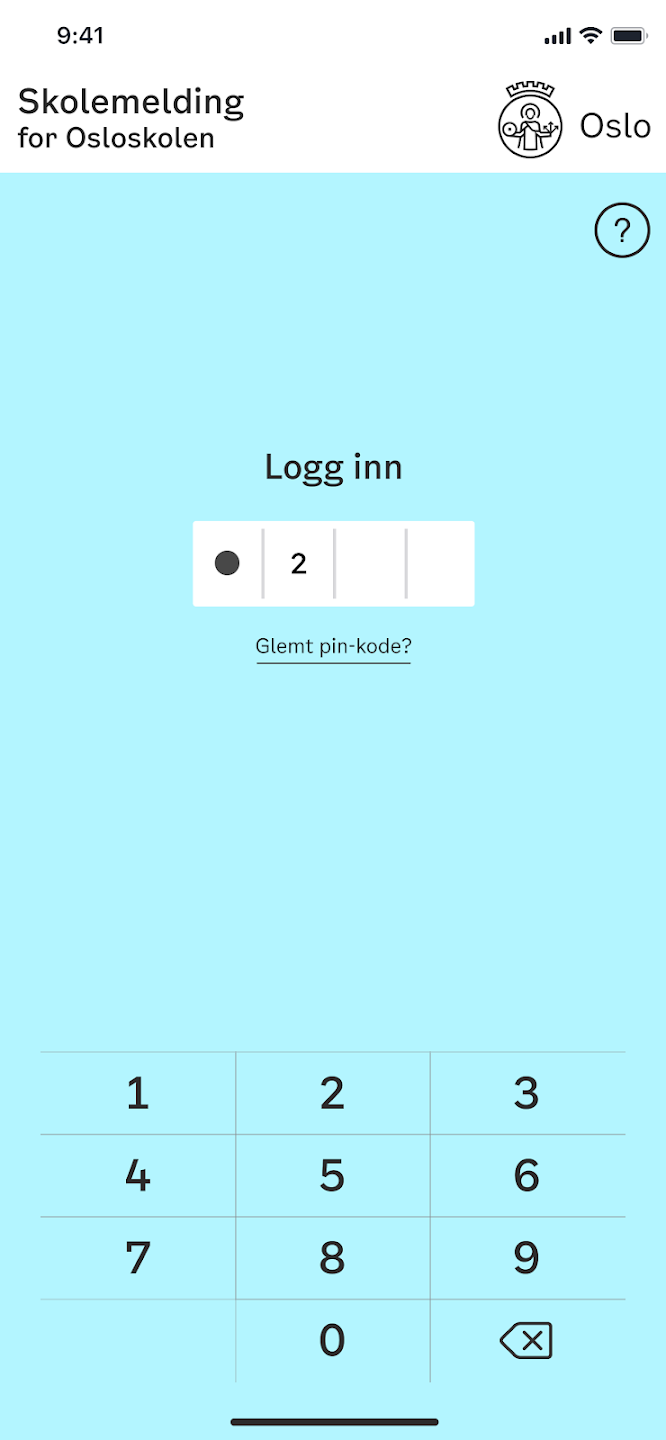 9:41
Skolemelding
for Osloskolen
Oslo
?
Logg inn
2
Glemt pin-kode?
1 2 3
4 5 6
7 8 9
0